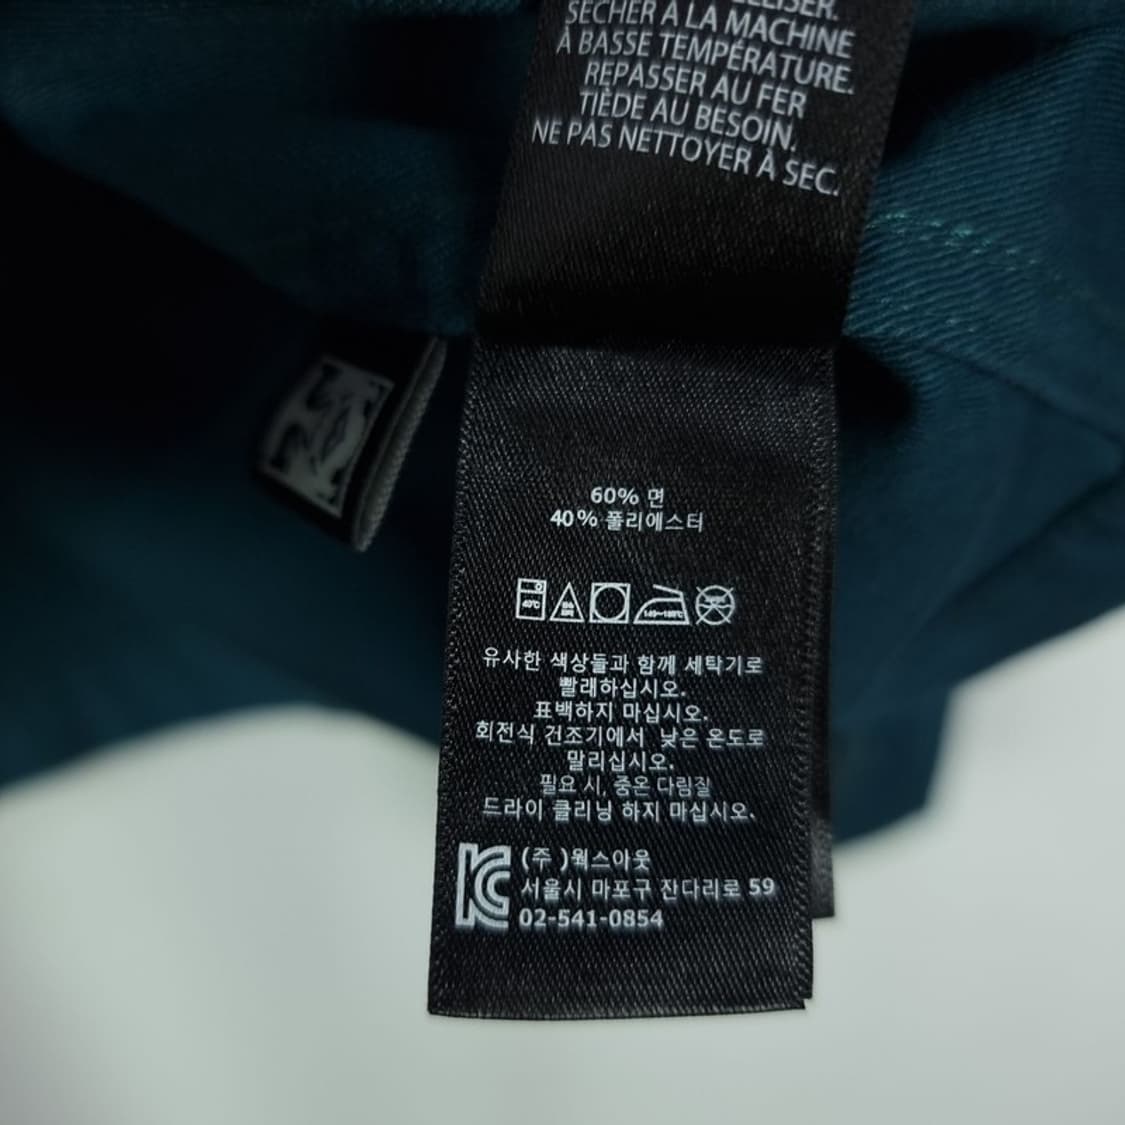 SÉCHER À LA MACHINE
À BASSE TEMPÉRATURE.
REPASSER AU FER
TIÈDE AU BESOIN.
NE PAS NETTOYER À SEC.
60% 면
40% 폴리에스터
40℃
140~160℃
유사한 색상들과 함께 세탁기로
빨래하십시오.
표백하지 마십시오.
회전식 건조기에서 낮은 온도로
말리십시오.
필요 시, 중온 다림질
드라이 클리닝 하지 마십시오.
(주)웍스아웃
서울시 마포구 잔다리로 59
02-541-0854